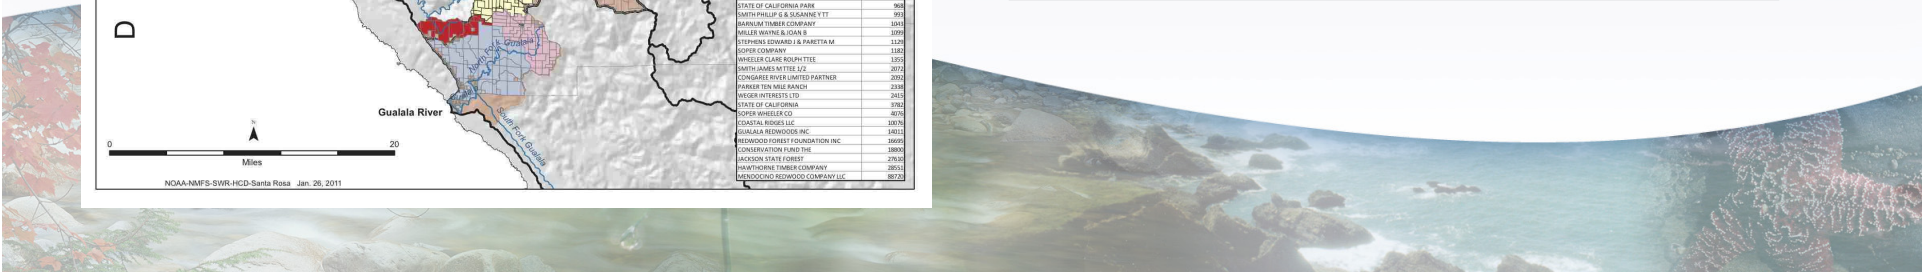 D
STATE OF CALIFORNIA PARK 968
SMITH PHILLIP G & SUSANNE Y TT 993
BARNUM TIMBER COMPANY 1043
MILLER WAYNE & JOAN B 1099
STEPHENS EDWARD J & PARETTA M 1129
SOPER COMPANY 1182
WHEELER CLARE ROLPH TTEE 1355
SMITH JAMES M TTEE 1/2 2072
CONGAREE RIVER LIMITED PARTNER 2092
PARKER TEN MILE RANCH 2338
WEGER INTERESTS LTD 2415
STATE OF CALIFORNIA 3782
SOPER WHEELER CO 4076
COASTAL RIDGES LLC 10076
GUALALA REDWOODS INC 14011
REDWOOD FOREST FOUNDATION INC 16695
CONSERVATION FUND THE 18800
JACKSON STATE FOREST 27610
HAWTHORNE TIMBER COMPANY 28551
MENDOCINO REDWOOD COMPANY LLC 88720
North Fork Gualala
Gualala River
South Fork Gualala
N
0 20
Miles
NOAA-NMFS-SWR-HCD-Santa Rosa Jan. 26, 2011